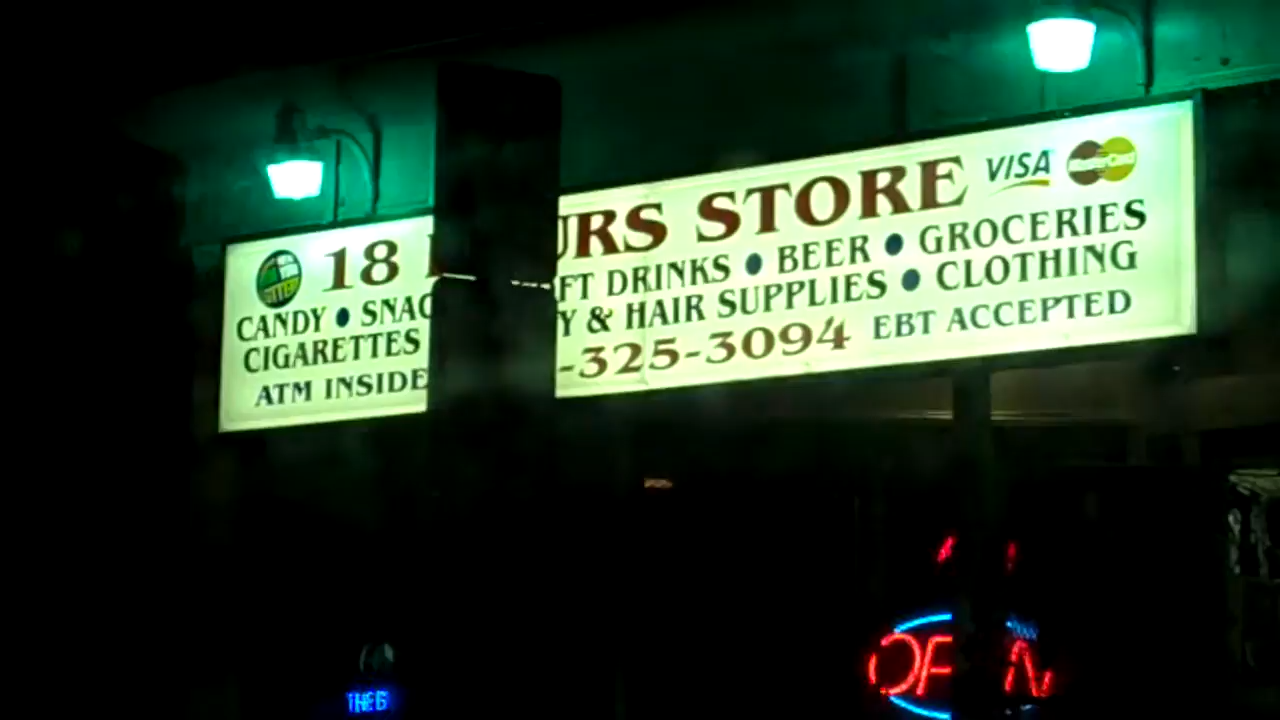 18 URS STORE VISA MasterCard
CANDY • SNAC FT DRINKS • BEER • GROCERIES
CIGARETTES Y & HAIR SUPPLIES • CLOTHING
ATM INSIDE -325-3094 EBT ACCEPTED
OPEN